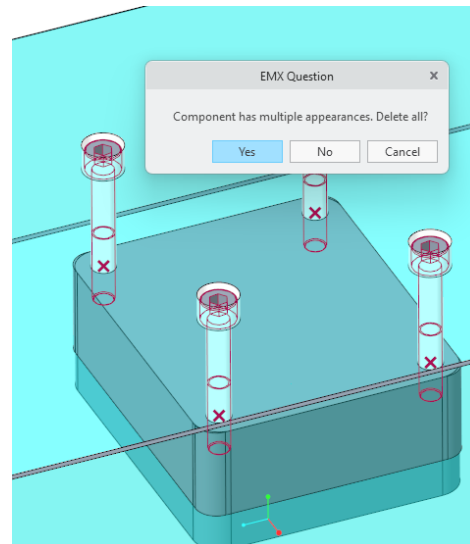 EMX Question
Component has multiple appearances. Delete all?
Yes No Cancel